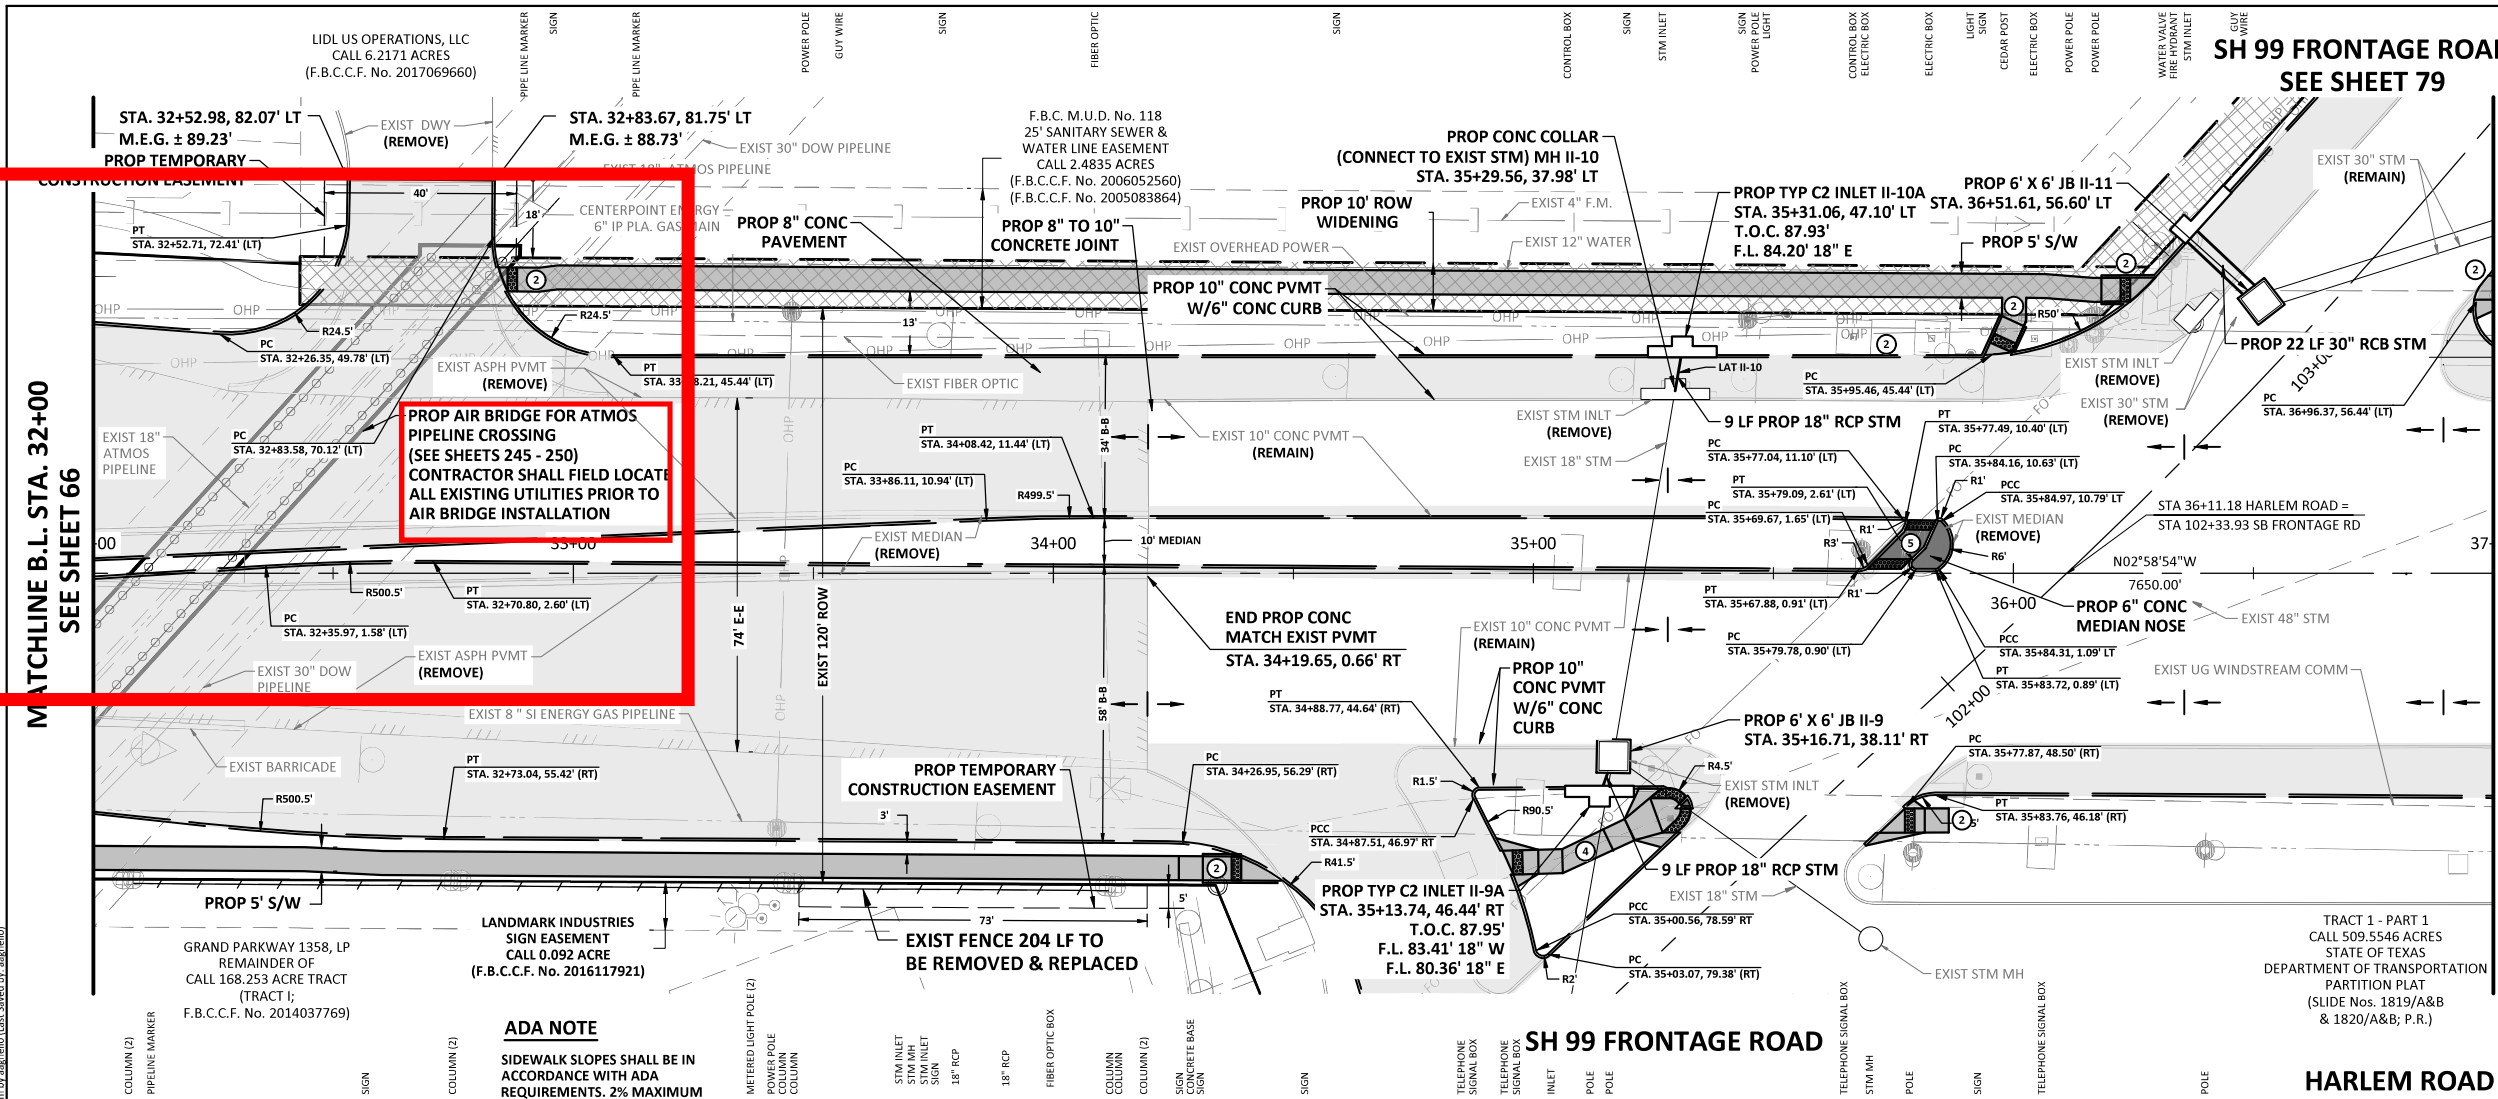 LIDL US OPERATIONS, LLC
CALL 6.2171 ACRES
(F.B.C.C.F. No. 2017069660)
PIPE LINE MARKER
SIGN
PIPE LINE MARKER
POWER POLE
GUY WIRE
SIGN
FIBER OPTIC
SIGN
CONTROL BOX
SIGN
STM INLET
SIGN
POWER POLE
LIGHT
CONTROL BOX
ELECTRIC BOX
ELECTRIC BOX
LIGHT
SIGN
CEDAR POST
ELECTRIC BOX
POWER POLE
POWER POLE
WATER VALVE
FIRE HYDRANT
STM INLET
GUY
WIRE
SH 99 FRONTAGE ROAD
SEE SHEET 79
STA. 32+52.98, 82.07' LT
M.E.G. ± 89.23'
PROP TEMPORARY
CONSTRUCTION EASEMENT
EXIST DWY
(REMOVE)
STA. 32+83.67, 81.75' LT
M.E.G. ± 88.73'
EXIST 30" DOW PIPELINE
EXIST 18" ATMOS PIPELINE
F.B.C. M.U.D. No. 118
25' SANITARY SEWER &
WATER LINE EASEMENT
CALL 2.4835 ACRES
(F.B.C.C.F. No. 2006052560)
(F.B.C.C.F. No. 2005083864)
PROP CONC COLLAR
(CONNECT TO EXIST STM) MH II-10
STA. 35+29.56, 37.98' LT
PROP TYP C2 INLET II-10A
STA. 35+31.06, 47.10' LT
T.O.C. 87.93'
F.L. 84.20' 18" E
PROP 6' X 6' JB II-11
STA. 36+51.61, 56.60' LT
EXIST 30" STM
(REMAIN)
40'
18'
CENTERPOINT ENERGY
6" IP PLA. GAS MAIN
PROP 8" CONC
PAVEMENT
PROP 8" TO 10"
CONCRETE JOINT
PROP 10' ROW
WIDENING
EXIST 4" F.M.
EXIST 12" WATER
EXIST OVERHEAD POWER
PROP 5' S/W
PT
STA. 32+52.71, 72.41' (LT)
2
PROP 10" CONC PVMT
W/6" CONC CURB
2
2
2
2
R24.5'
R24.5'
13'
R50'
OHP
OHP
OHP
OHP
OHP
OHP
OHP
OHP
OHP
OHP
PC
STA. 32+26.35, 49.78' (LT)
EXIST ASPH PVMT
(REMOVE)
PT
STA. 33+08.21, 45.44' (LT)
EXIST FIBER OPTIC
LAT II-10
PC
STA. 35+95.46, 45.44' (LT)
EXIST STM INLT
(REMOVE)
EXIST 30" STM
(REMOVE)
PROP 22 LF 30" RCB STM
103+00
PC
STA. 36+96.37, 56.44' (LT)
MATCHLINE B.L. STA. 32+00
SEE SHEET 66
EXIST 18"
ATMOS
PIPELINE
PC
STA. 32+83.58, 70.12' (LT)
PROP AIR BRIDGE FOR ATMOS
PIPELINE CROSSING
(SEE SHEETS 245 - 250)
CONTRACTOR SHALL FIELD LOCATE
ALL EXISTING UTILITIES PRIOR TO
AIR BRIDGE INSTALLATION
OHP
PT
STA. 34+08.42, 11.44' (LT)
34' B-B
EXIST 10" CONC PVMT
(REMAIN)
EXIST STM INLT
(REMOVE)
9 LF PROP 18" RCP STM
EXIST 18" STM
PT
STA. 35+77.49, 10.40' (LT)
PC
STA. 35+77.04, 11.10' (LT)
PC
STA. 35+84.16, 10.63' (LT)
PC
STA. 33+86.11, 10.94' (LT)
R499.5'
PT
STA. 35+79.09, 2.61' (LT)
R1'
PCC
STA. 35+84.97, 10.79' LT
PC
STA. 35+69.67, 1.65' (LT)
R1'
R3'
5
R6'
EXIST MEDIAN
(REMOVE)
STA 36+11.18 HARLEM ROAD =
STA 102+33.93 SB FRONTAGE RD
EXIST MEDIAN
(REMOVE)
10' MEDIAN
33+00
34+00
35+00
36+00
N02°58'54"W
7650.00'
R500.5'
PT
STA. 32+70.80, 2.60' (LT)
PC
STA. 32+35.97, 1.58' (LT)
74' E-E
EXIST 120' ROW
END PROP CONC
MATCH EXIST PVMT
STA. 34+19.65, 0.66' RT
EXIST 10" CONC PVMT
(REMAIN)
PT
STA. 35+67.88, 0.91' (LT)
R1'
PC
STA. 35+79.78, 0.90' (LT)
PROP 6" CONC
MEDIAN NOSE
EXIST 48" STM
PCC
STA. 35+84.31, 1.09' LT
PT
STA. 35+83.72, 0.89' (LT)
EXIST UG WINDSTREAM COMM
EXIST 30" DOW
PIPELINE
EXIST ASPH PVMT
(REMOVE)
EXIST 8 " SI ENERGY GAS PIPELINE
OHP
58' B-B
PROP 10"
CONC PVMT
W/6" CONC
CURB
PT
STA. 34+88.77, 44.64' (RT)
PROP 6' X 6' JB II-9
STA. 35+16.71, 38.11' RT
102+00
EXIST BARRICADE
PT
STA. 32+73.04, 55.42' (RT)
PROP TEMPORARY
CONSTRUCTION EASEMENT
PC
STA. 34+26.95, 56.29' (RT)
R1.5'
R4.5'
EXIST STM INLT
(REMOVE)
PC
STA. 35+77.87, 48.50' (RT)
R500.5'
3'
R90.5'
PT
STA. 35+83.76, 46.18' (RT)
2
5'
PCC
STA. 34+87.51, 46.97' RT
4
2
R41.5'
9 LF PROP 18" RCP STM
EXIST 18" STM
PROP 5' S/W
5'
73'
PROP TYP C2 INLET II-9A
STA. 35+13.74, 46.44' RT
T.O.C. 87.95'
F.L. 83.41' 18" W
F.L. 80.36' 18" E
PCC
STA. 35+00.56, 78.59' RT
LANDMARK INDUSTRIES
SIGN EASEMENT
CALL 0.092 ACRE
(F.B.C.C.F. No. 2016117921)
EXIST FENCE 204 LF TO
BE REMOVED & REPLACED
PC
STA. 35+03.07, 79.38' (RT)
R2'
EXIST STM MH
GRAND PARKWAY 1358, LP
REMAINDER OF
CALL 168.253 ACRE TRACT
(TRACT I;
F.B.C.C.F. No. 2014037769)
TRACT 1 - PART 1
CALL 509.5546 ACRES
STATE OF TEXAS
DEPARTMENT OF TRANSPORTATION
PARTITION PLAT
(SLIDE Nos. 1819/A&B
& 1820/A&B; P.R.)
ADA NOTE
SIDEWALK SLOPES SHALL BE IN
ACCORDANCE WITH ADA
REQUIREMENTS. 2% MAXIMUM
COLUMN (2)
PIPELINE MARKER
SIGN
COLUMN (2)
METERED LIGHT POLE (2)
POWER POLE
COLUMN
COLUMN
STM INLET
STM MH
STM INLET
SIGN
18" RCP
18" RCP
FIBER OPTIC BOX
COLUMN
COLUMN
COLUMN (2)
SIGN
CONCRETE BASE
SIGN
SIGN
TELEPHONE
SIGNAL BOX
TELEPHONE
SIGNAL BOX
INLET
POLE
POLE
SH 99 FRONTAGE ROAD
TELEPHONE SIGNAL BOX
STM MH
POLE
SIGN
TELEPHONE SIGNAL BOX
POLE
HARLEM ROAD